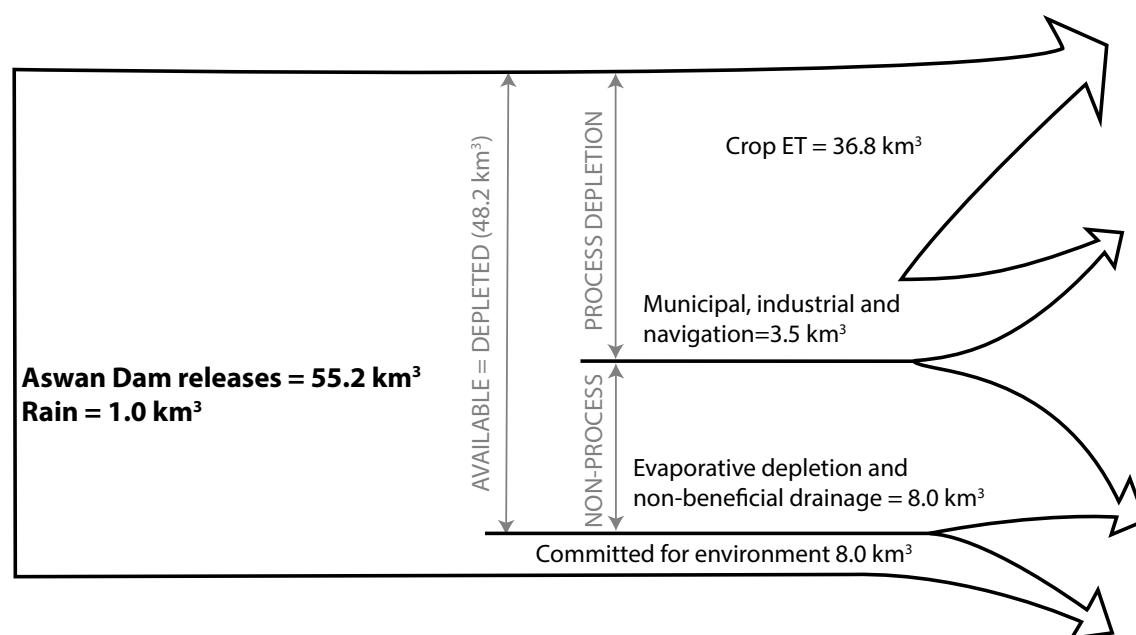 Crop ET = 36.8 km³
AVAILABLE = DEPLETED (48.2 km³)
PROCESS DEPLETION
Municipal, industrial and
navigation=3.5 km³
Aswan Dam releases = 55.2 km³
Rain = 1.0 km³
NON-PROCESS
Evaporative depletion and
non-beneficial drainage = 8.0 km³
Committed for environment 8.0 km³